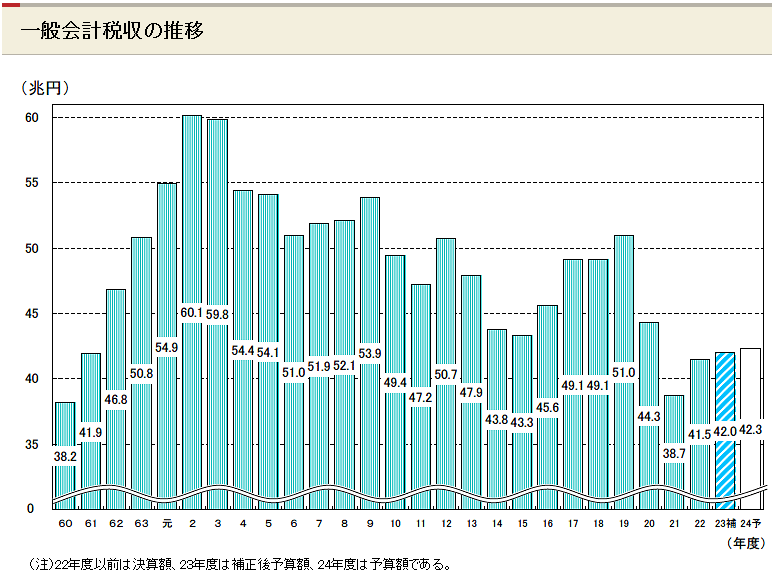 一般会計税収の推移
(兆円)
60
55
50
45
40
35
0
38.2 41.9 46.8 50.8 54.9 60.1 59.8 54.4 54.1 51.0 51.9 52.1 53.9 49.4 47.2 50.7 47.9 43.8 43.3 45.6 49.1 49.1 51.0 44.3 38.7 41.5 42.0 42.3
60 61 62 63 元 2 3 4 5 6 7 8 9 10 11 12 13 14 15 16 17 18 19 20 21 22 23補 24予
(年度)
(注)22年度以前は決算額、23年度は補正後予算額、24年度は予算額である。